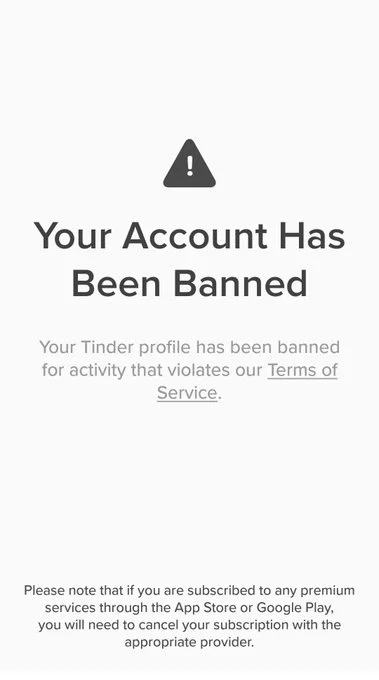 Your Account Has
Been Banned
Your Tinder profile has been banned
for activity that violates our Terms of
Service.
Please note that if you are subscribed to any premium
services through the App Store or Google Play,
you will need to cancel your subscription with the
appropriate provider.